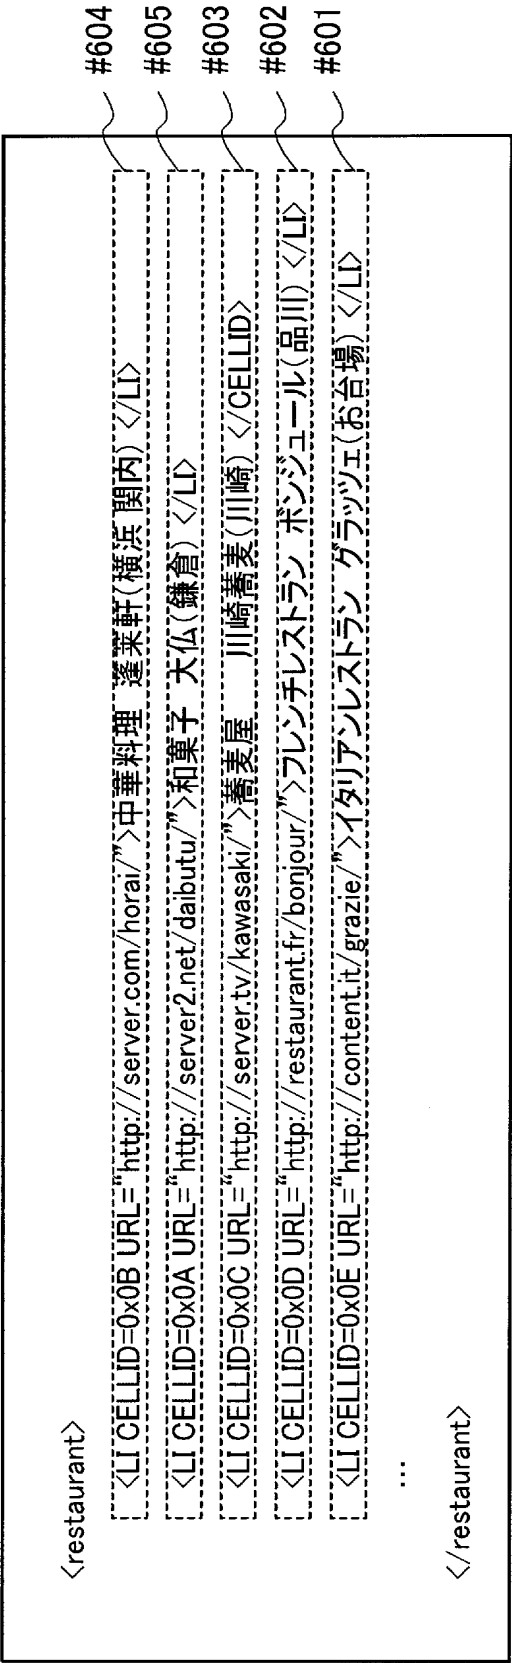 <restaurant>
<LI CELLID=0x0B URL=“http://server.com/horai/”>中華料理 蓬莱軒(横浜 関内) </LI> #604
<LI CELLID=0x0A URL=“http://server2.net/daibutu/”>和菓子 大仏(鎌倉) </LI> #605
<LI CELLID=0x0C URL=“http://server.tv/kawasaki/”>蕎麦屋 川崎蕎麦(川崎) </CELLID> #603
<LI CELLID=0x0D URL=“http://restaurant.fr/bonjour/”>フレンチレストラン ボンジュール(品川) </LI> #602
<LI CELLID=0x0E URL=“http://content.it/grazie/”>イタリアンレストラン グラッツェ(お台場) </LI> #601
…
</restaurant>